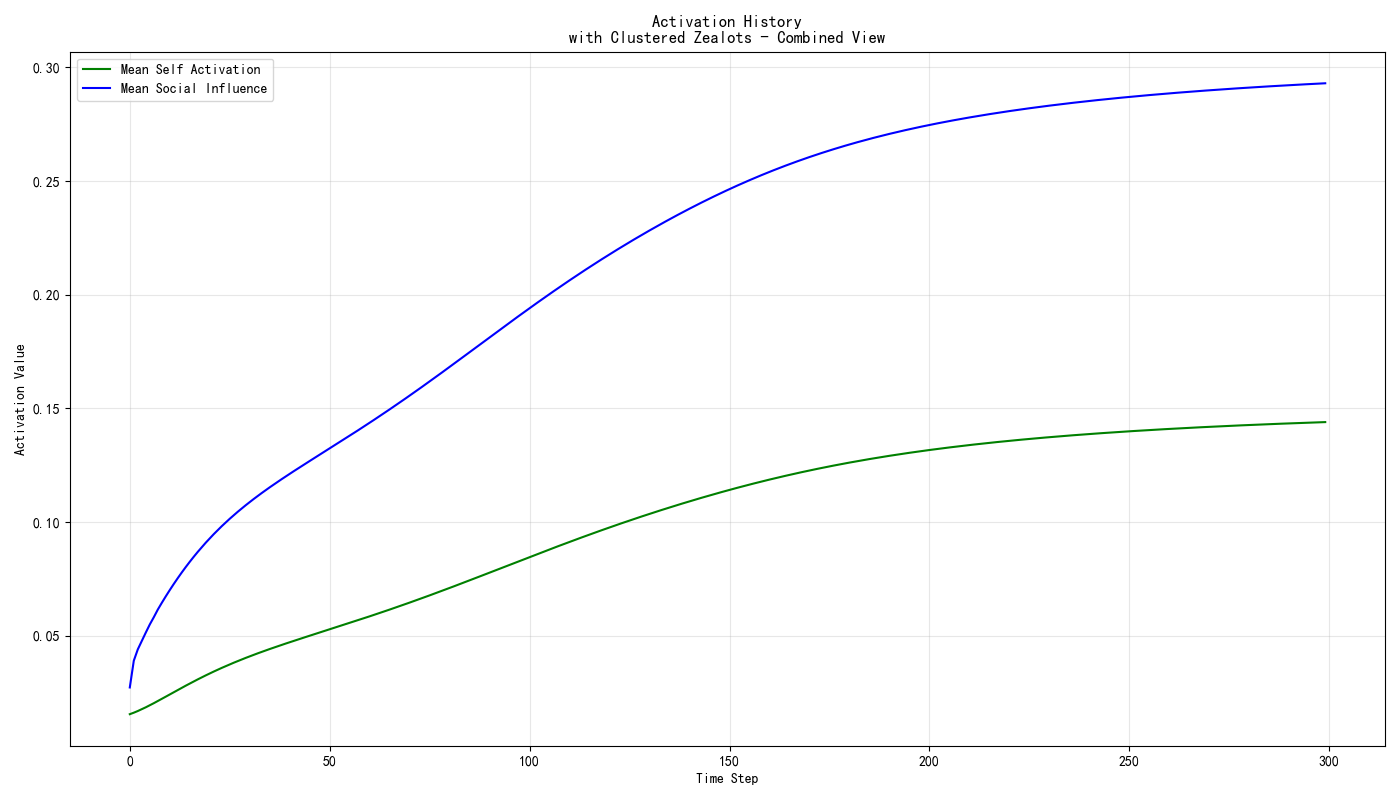 Activation History
with Clustered Zealots - Combined View
Mean Self Activation
Mean Social Influence
0.30
0.25
0.20
0.15
0.10
0.05
Activation Value
0
50
100
150
200
250
300
Time Step